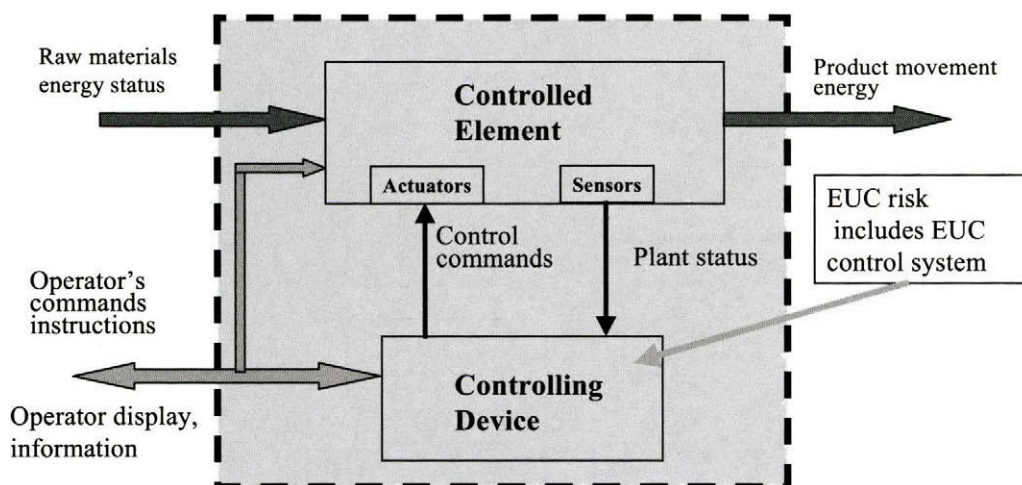 Raw materials
energy status
Controlled
Element
Product movement
energy
Actuators
Sensors
EUC risk
includes EUC
control system
Control
commands
Plant status
Operator's
commands
instructions
Controlling
Device
Operator display,
information